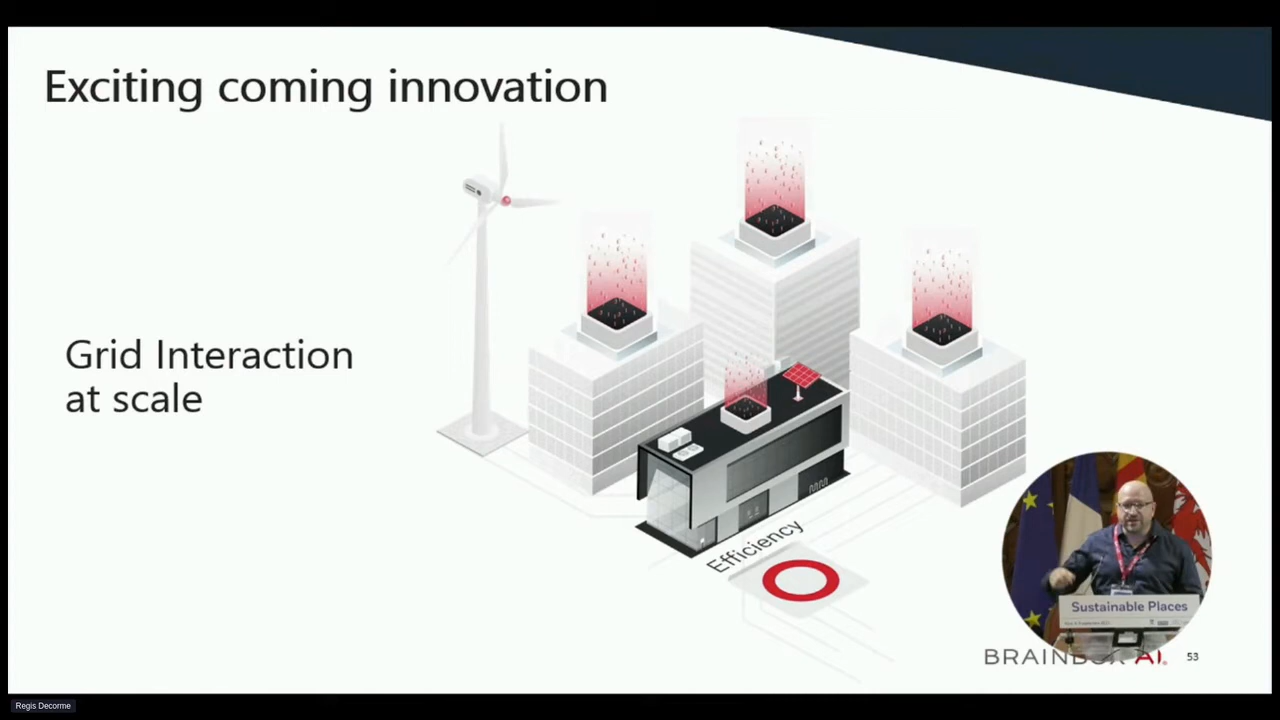 Exciting coming innovation
Grid Interaction
at scale
Efficiency
Sustainable Places
BRAINBOX AI
53
Regis Decorme